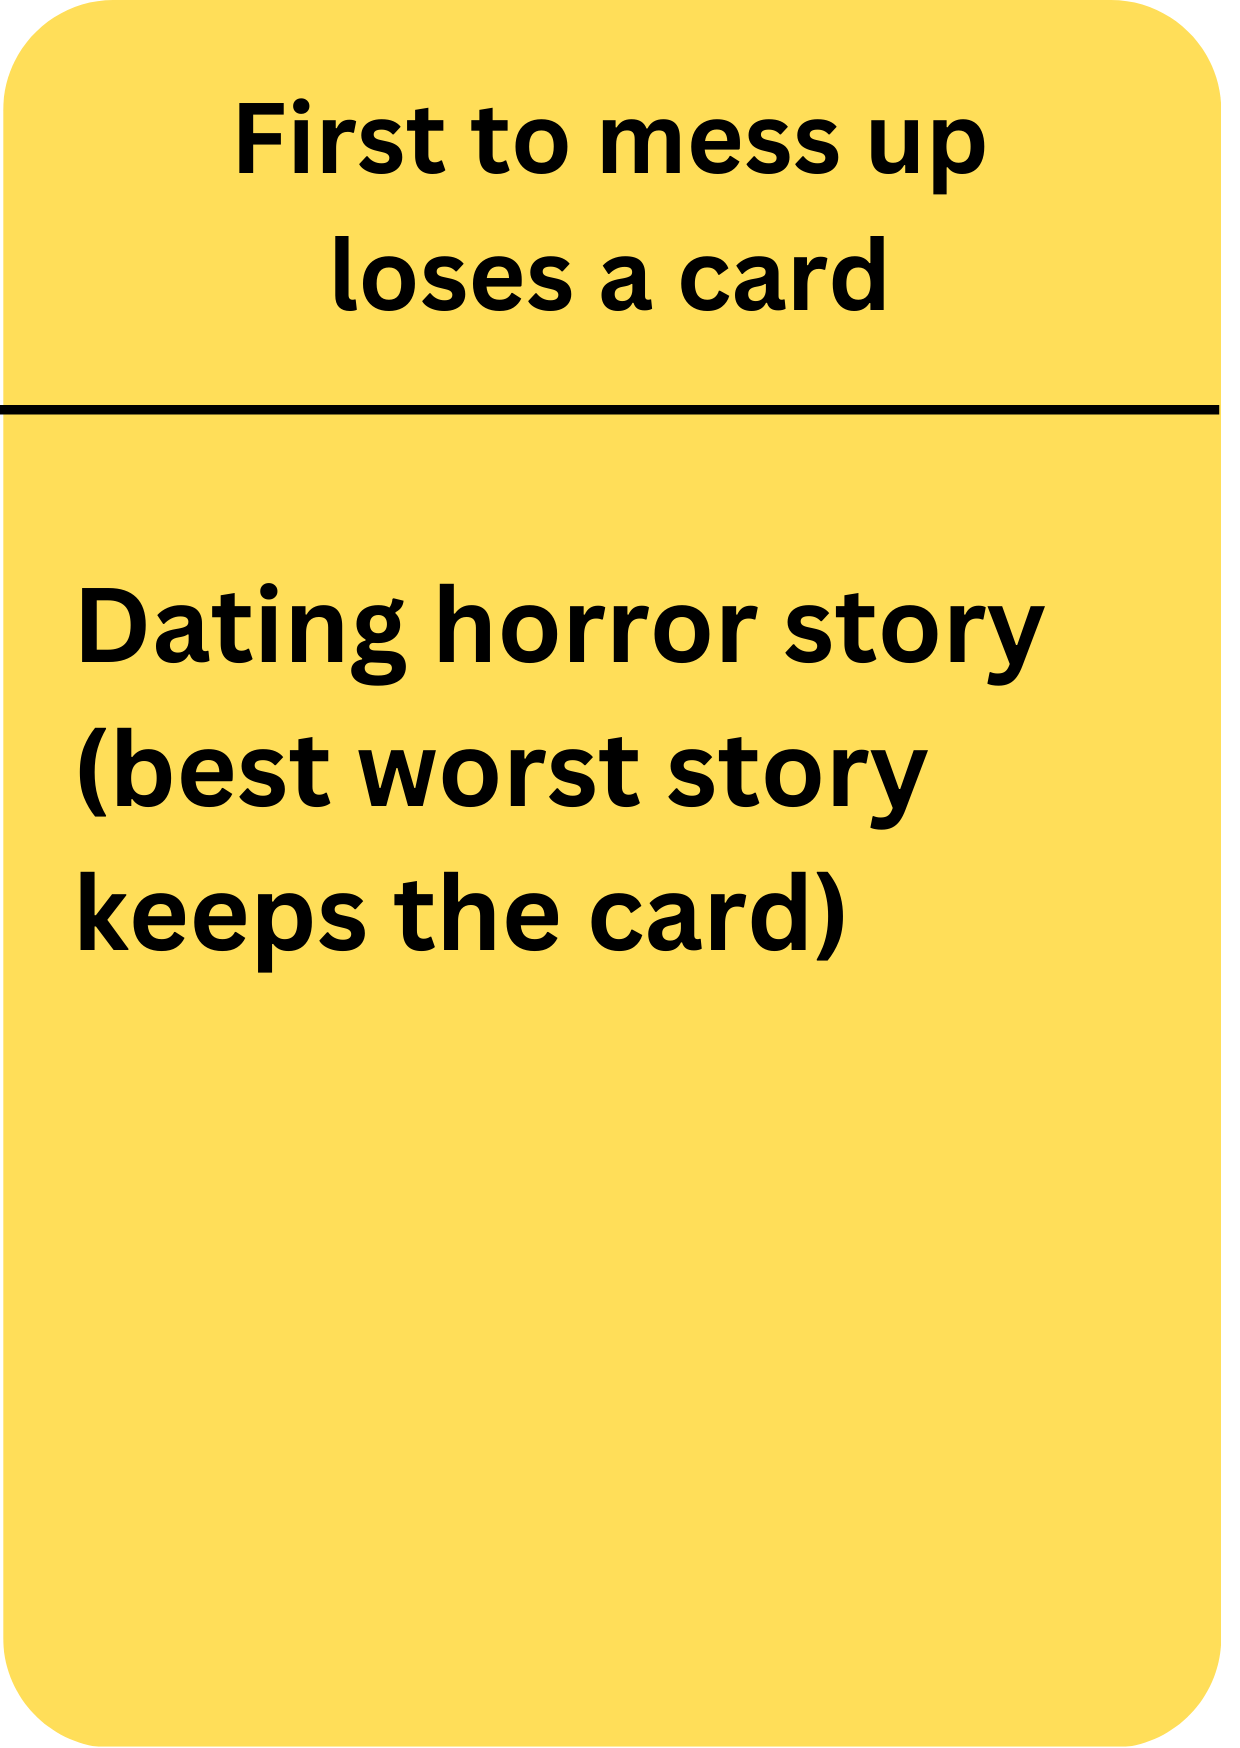 First to mess up
loses a card
Dating horror story
(best worst story
keeps the card)